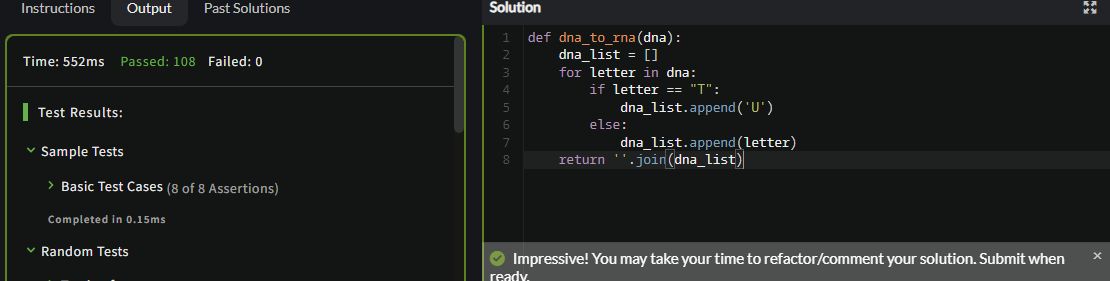 Instructions Output Past Solutions
Time: 552ms Passed: 108 Failed: 0
Test Results:
Sample Tests
Basic Test Cases (8 of 8 Assertions)
Completed in 0.15ms
Random Tests
Solution
1 def dna_to_rna(dna):
2     dna_list = []
3     for letter in dna:
4         if letter == "T":
5             dna_list.append('U')
6         else:
7             dna_list.append(letter)
8     return ''.join(dna_list)
Impressive! You may take your time to refactor/comment your solution. Submit when
ready.